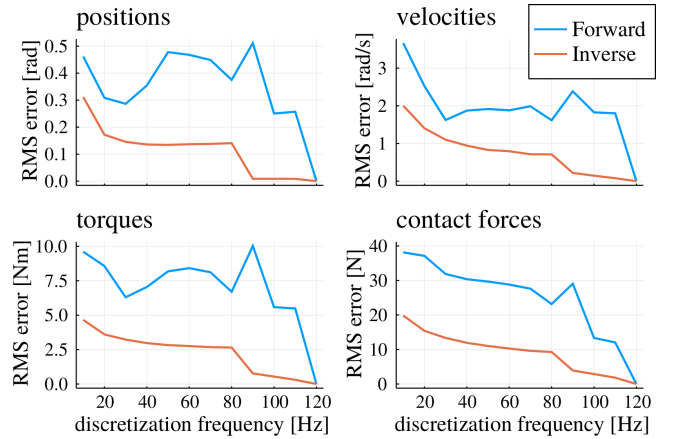 positions
velocities
Forward
Inverse
RMS error [rad]
0.5
0.4
0.3
0.2
0.1
0.0
RMS error [rad/s]
3
2
1
0
torques
contact forces
RMS error [Nm]
10.0
7.5
5.0
2.5
0.0
20 40 60 80 100 120
discretization frequency [Hz]
RMS error [N]
40
30
20
10
0
20 40 60 80 100 120
discretization frequency [Hz]